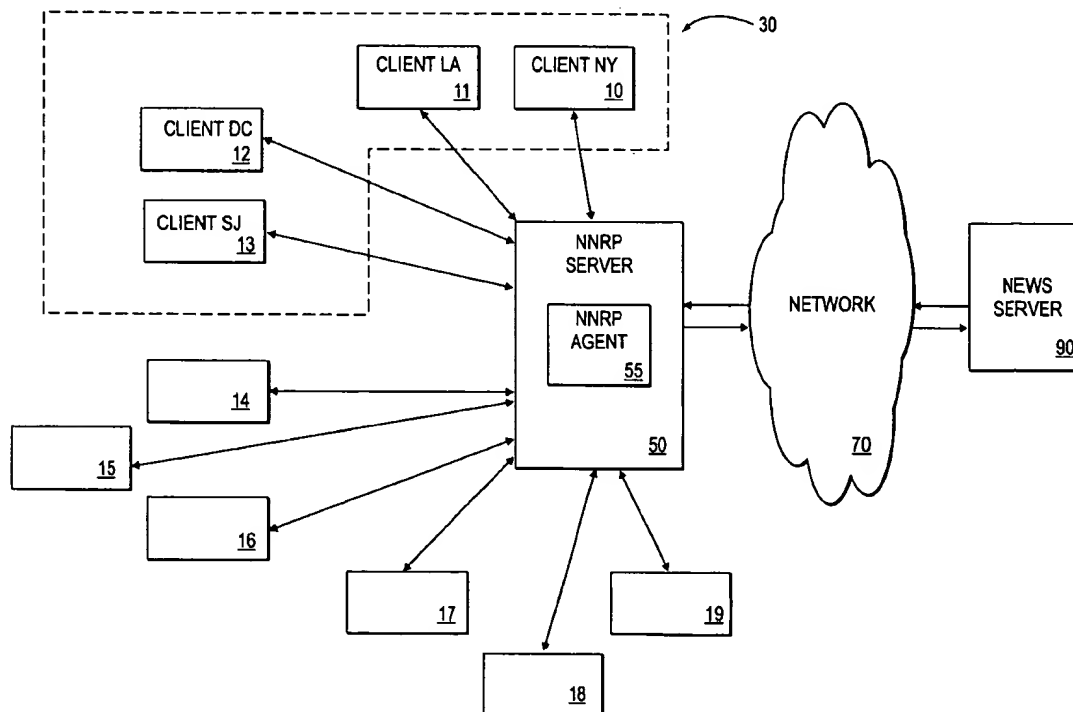 30
CLIENT LA
11
CLIENT NY
10
CLIENT DC
12
CLIENT SJ
13
NNRP
SERVER
NNRP
AGENT
55
50
NETWORK
70
NEWS
SERVER
90
14
15
16
17
18
19